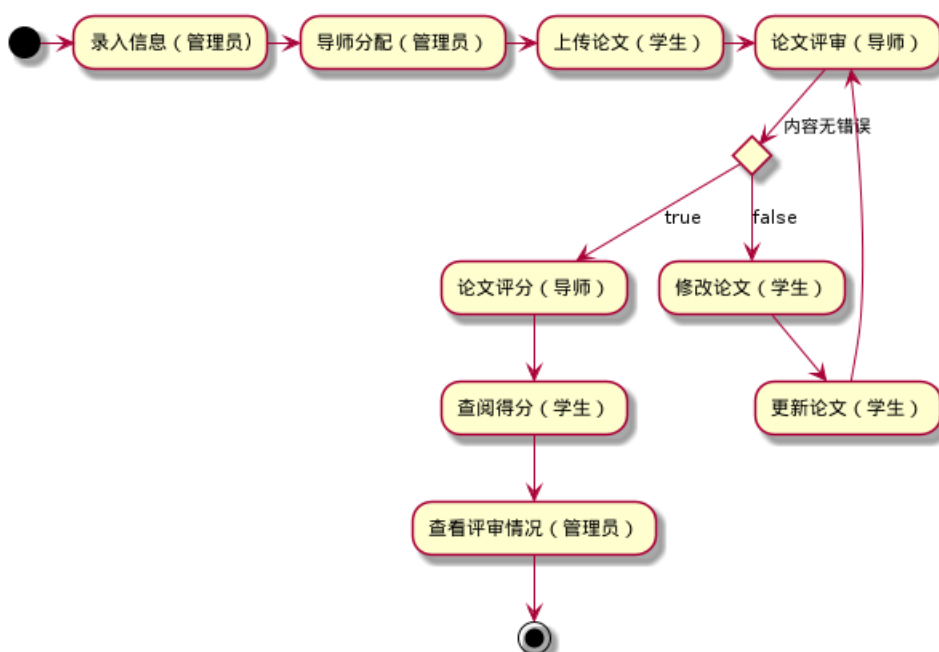 录入信息（管理员）
导师分配（管理员）
上传论文（学生）
论文评审（导师）
内容无错误
true
false
论文评分（导师）
修改论文（学生）
查阅得分（学生）
更新论文（学生）
查看评审情况（管理员）